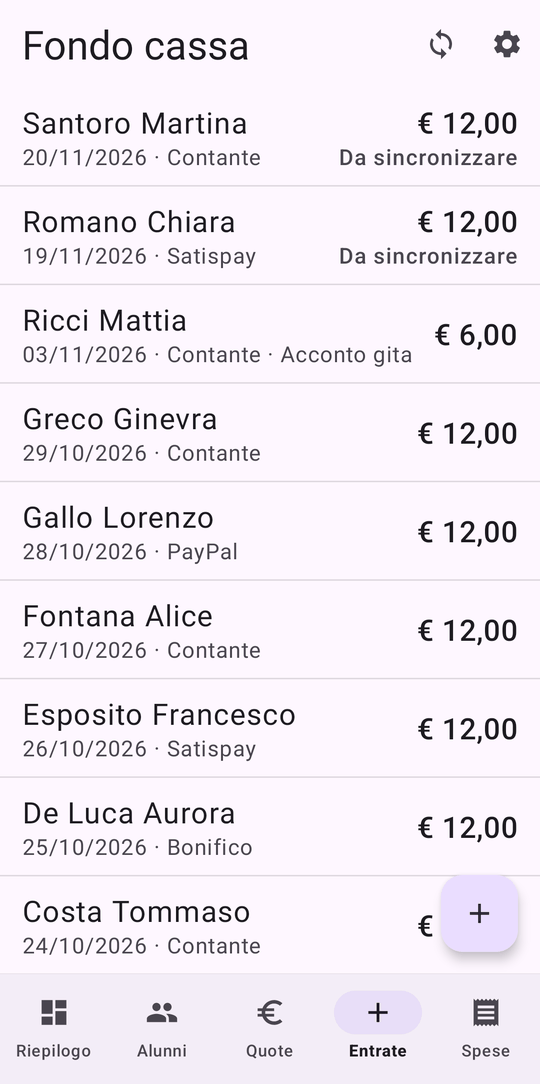 Fondo cassa
Santoro Martina
€ 12,00
20/11/2026 · Contante
Da sincronizzare
Romano Chiara
€ 12,00
19/11/2026 · Satispay
Da sincronizzare
Ricci Mattia
€ 6,00
03/11/2026 · Contante · Acconto gita
Greco Ginevra
€ 12,00
29/10/2026 · Contante
Gallo Lorenzo
€ 12,00
28/10/2026 · PayPal
Fontana Alice
€ 12,00
27/10/2026 · Contante
Esposito Francesco
€ 12,00
26/10/2026 · Satispay
De Luca Aurora
€ 12,00
25/10/2026 · Bonifico
Costa Tommaso
€
24/10/2026 · Contante
Riepilogo
Alunni
Quote
Entrate
Spese